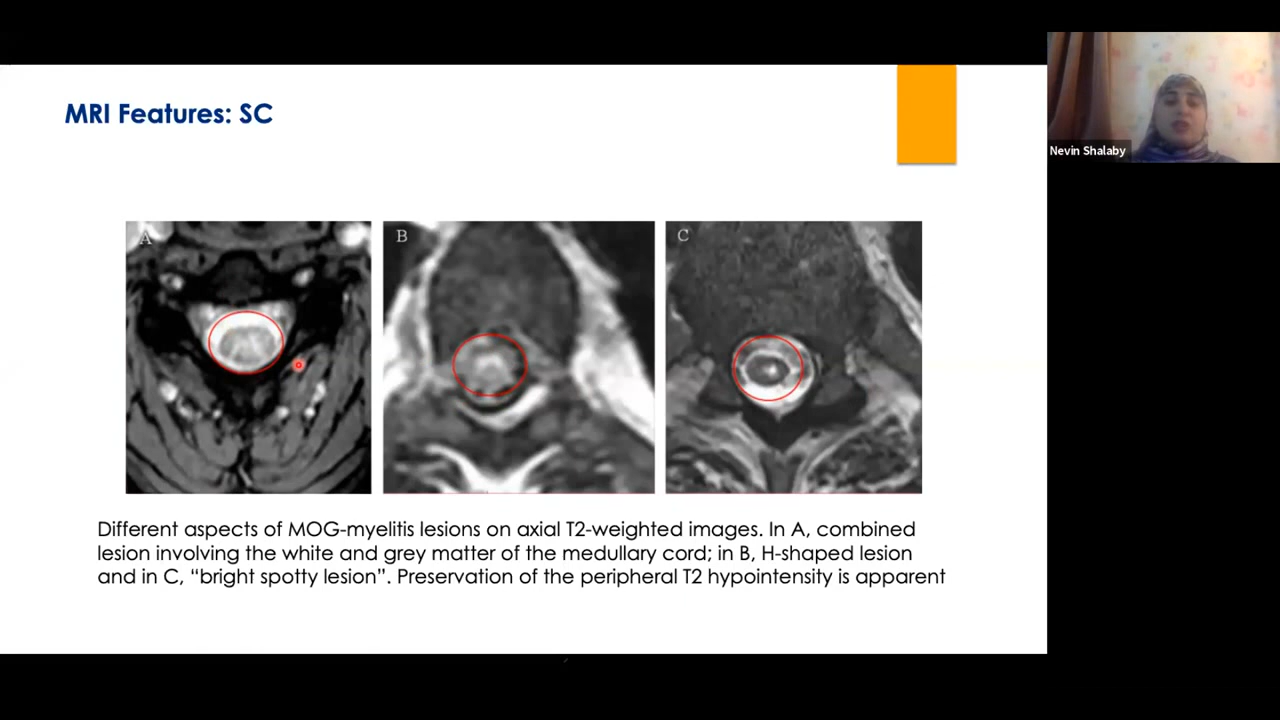 MRI Features: SC
Nevin Shalaby
A
B
C
Different aspects of MOG-myelitis lesions on axial T2-weighted images. In A, combined
lesion involving the white and grey matter of the medullary cord; in B, H-shaped lesion
and in C, “bright spotty lesion”. Preservation of the peripheral T2 hypointensity is apparent